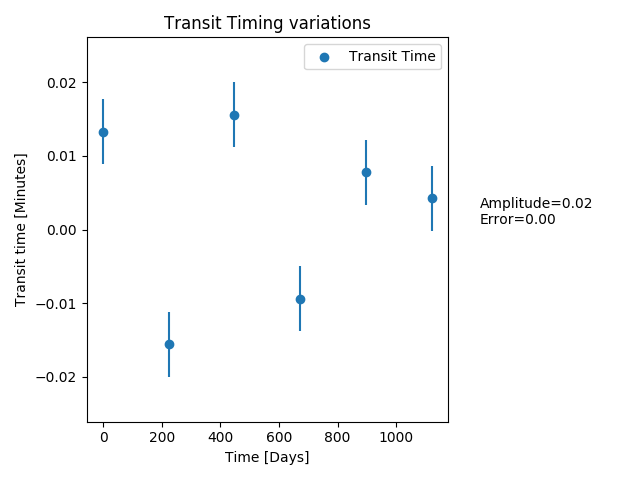 Transit Timing variations
Transit Time
0.02
0.01
0.00
−0.01
−0.02
Transit time [Minutes]
0 200 400 600 800 1000
Time [Days]
Amplitude=0.02
Error=0.00